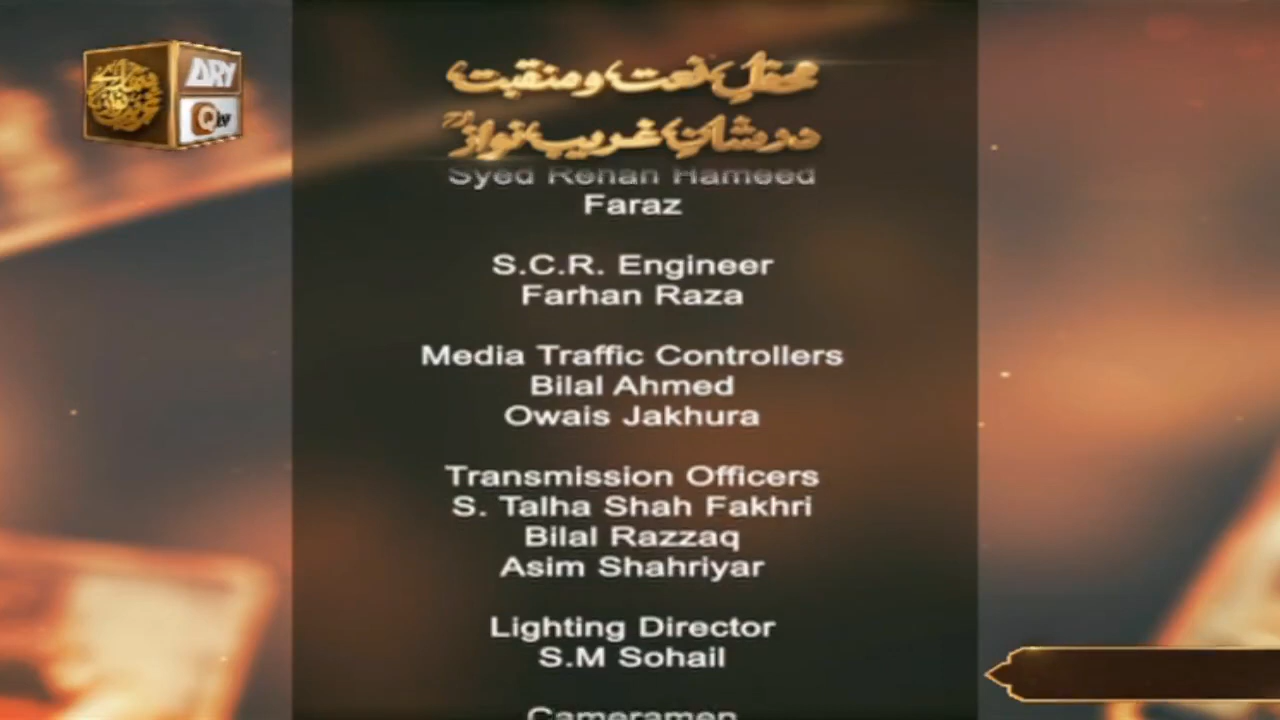 ARY
Qtv
محفلِ نعت و منقبت
در شانِ غریب نوازؒ
Syed Rehan Hameed
Faraz
S.C.R. Engineer
Farhan Raza
Media Traffic Controllers
Bilal Ahmed
Owais Jakhura
Transmission Officers
S. Talha Shah Fakhri
Bilal Razzaq
Asim Shahriyar
Lighting Director
S.M Sohail
Cameramen